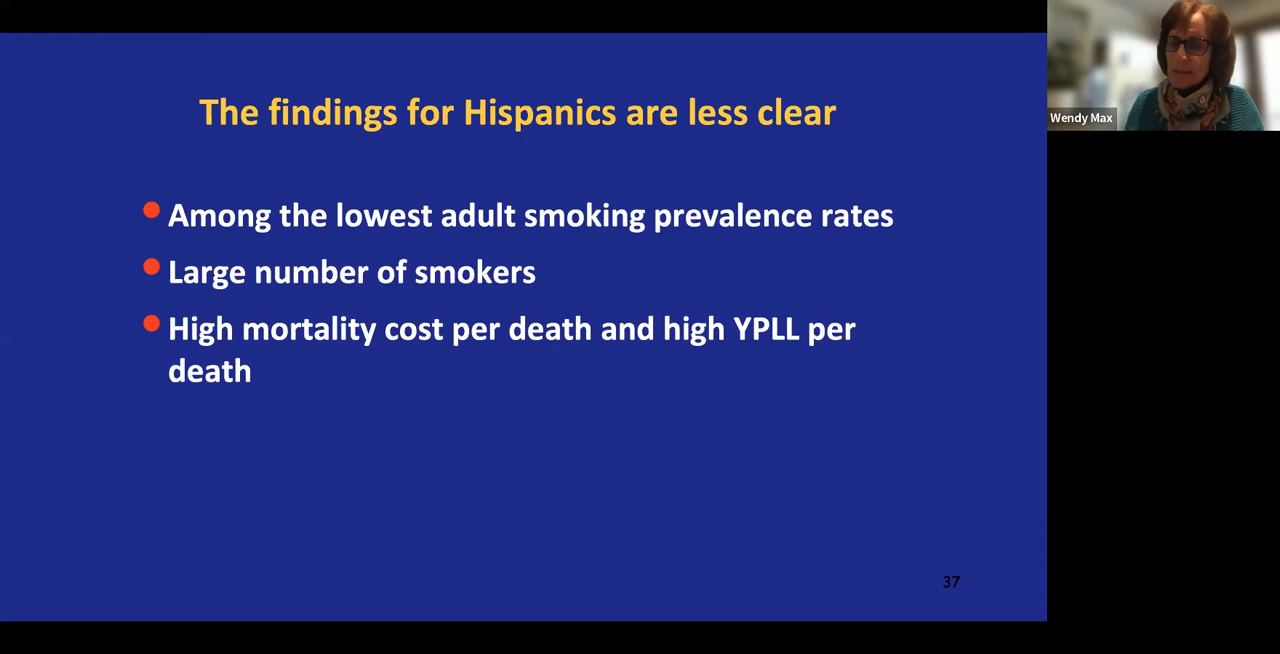 The findings for Hispanics are less clear
Among the lowest adult smoking prevalence rates
Large number of smokers
High mortality cost per death and high YPLL per
death
37
Wendy Max